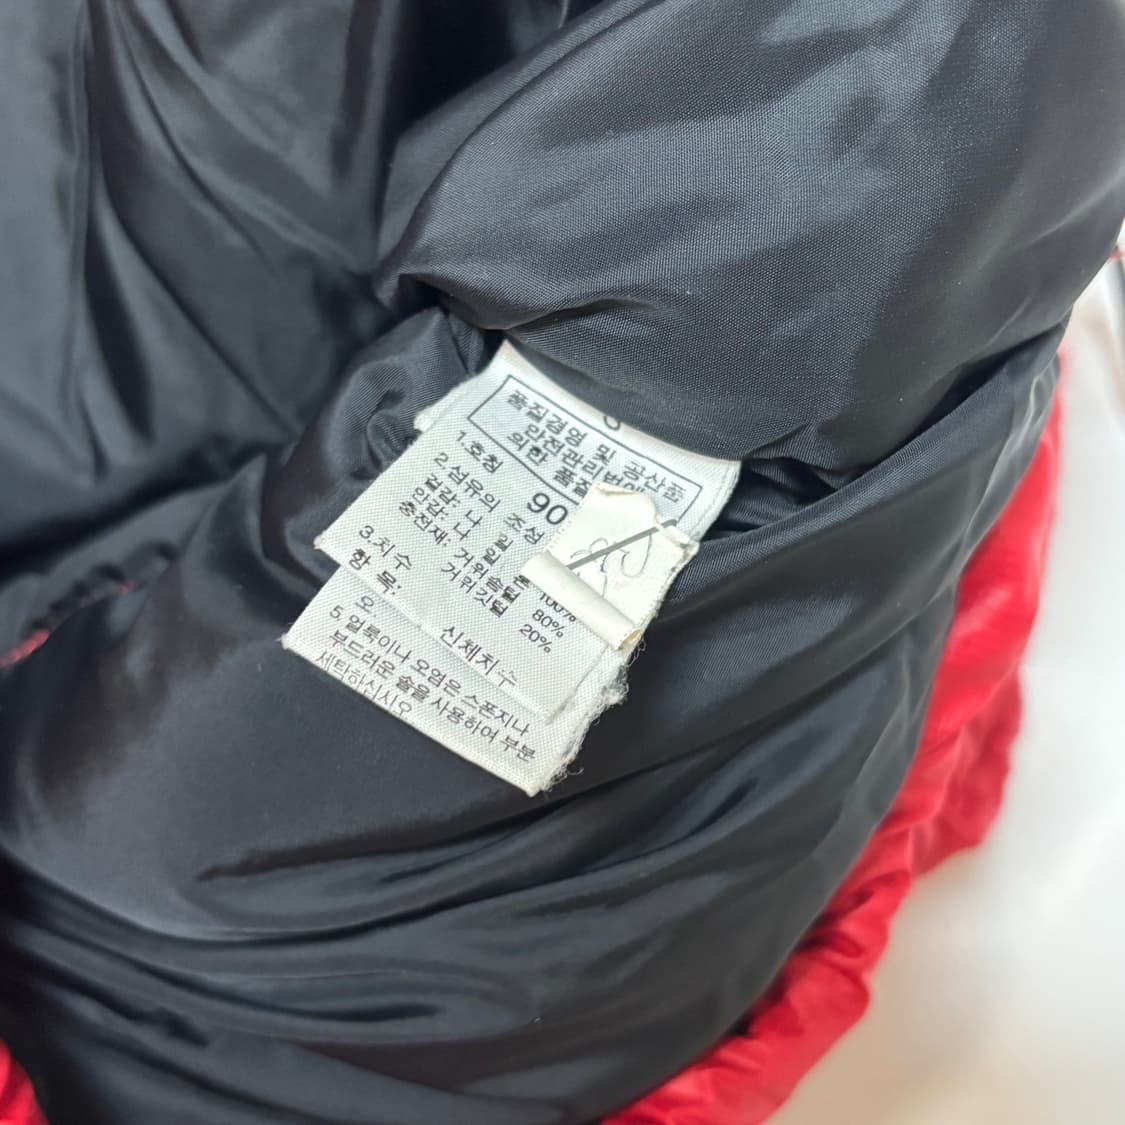 품질경영 및 공산품
안전관리법에
의한 품질
1.호칭 90
2.섬유의 조성
겉감: 나일
안감: 나일론 100%
충전재: 거위솜털 80%
거위깃털 20%
3.치수
항 목: 신체치수
오
5.얼룩이나 오염은 스폰지나
부드러운 솔을 사용하여 부분
세탁하십시오